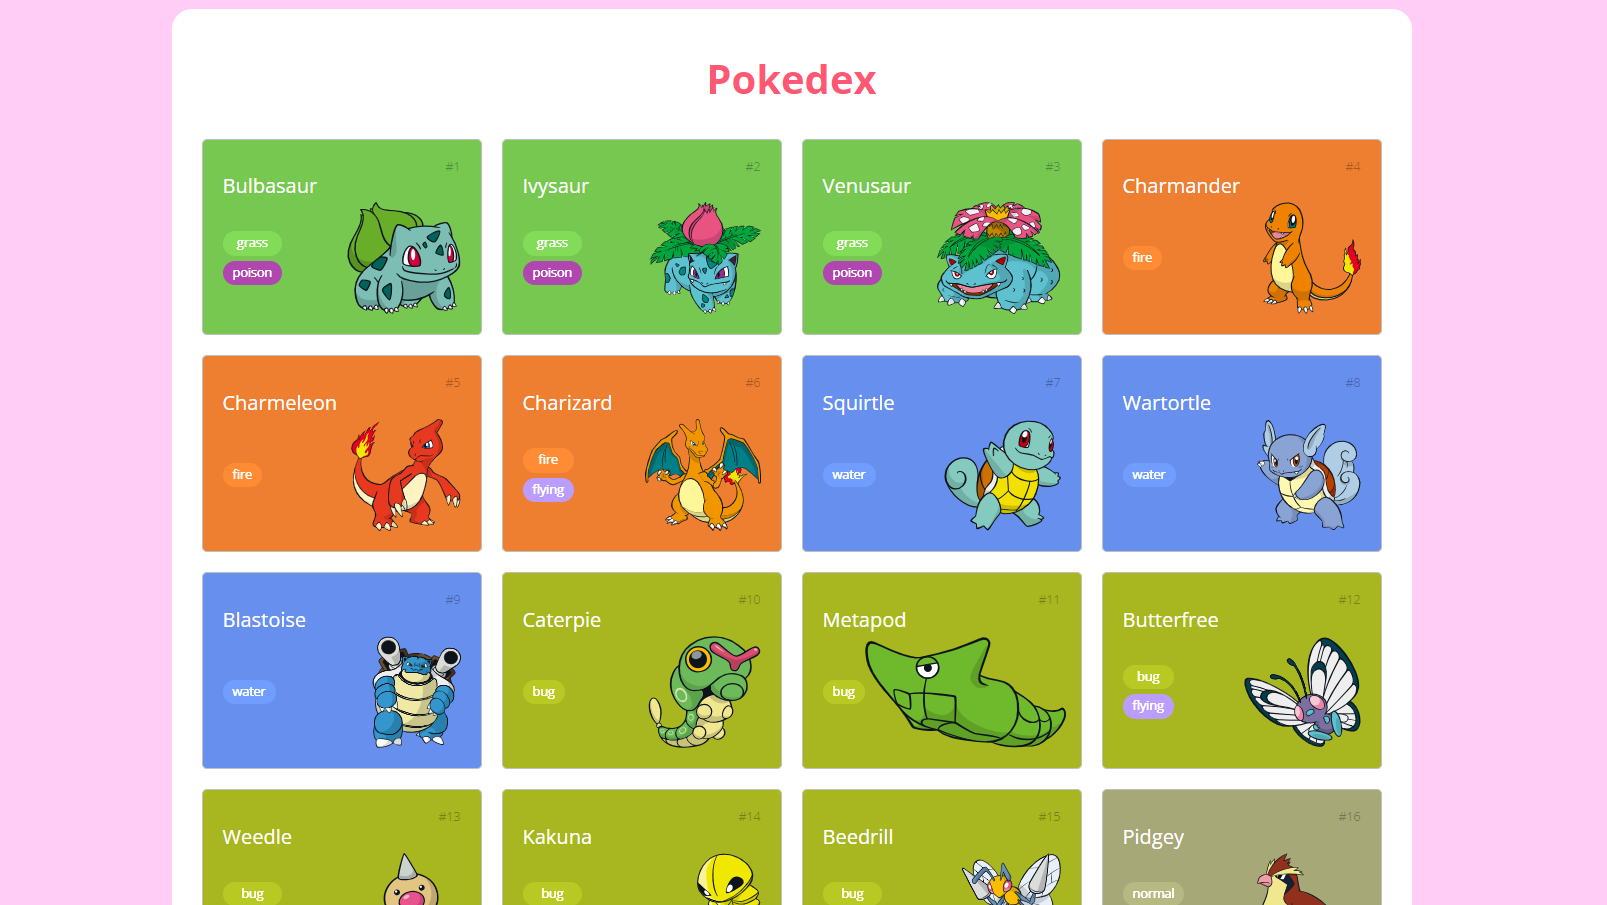 Pokedex
#1
Bulbasaur
grass
poison
#2
Ivysaur
grass
poison
#3
Venusaur
grass
poison
#4
Charmander
fire
#5
Charmeleon
fire
#6
Charizard
fire
flying
#7
Squirtle
water
#8
Wartortle
water
#9
Blastoise
water
#10
Caterpie
bug
#11
Metapod
bug
#12
Butterfree
bug
flying
#13
Weedle
bug
#14
Kakuna
bug
#15
Beedrill
bug
#16
Pidgey
normal